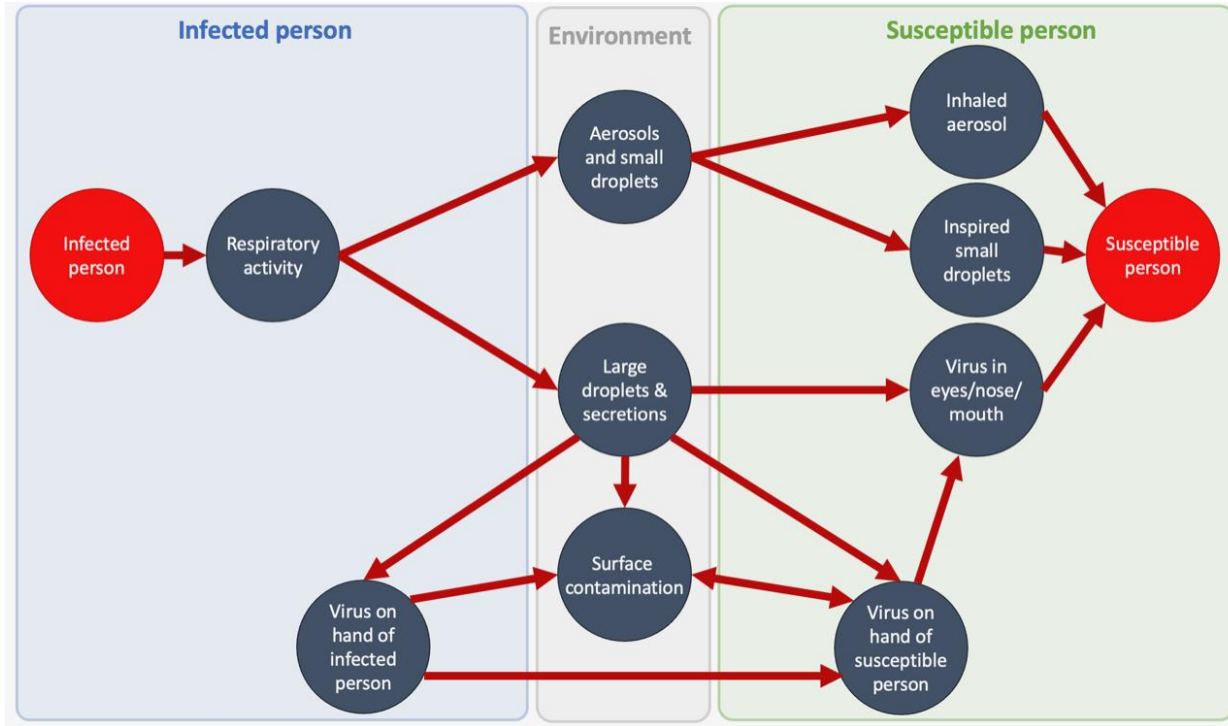 Infected person
Environment
Susceptible person
Infected
person
Respiratory
activity
Aerosols
and small
droplets
Inhaled
aerosol
Inspired
small
droplets
Susceptible
person
Large
droplets &
secretions
Virus in
eyes/nose/
mouth
Surface
contamination
Virus on
hand of
infected
person
Virus on
hand of
susceptible
person